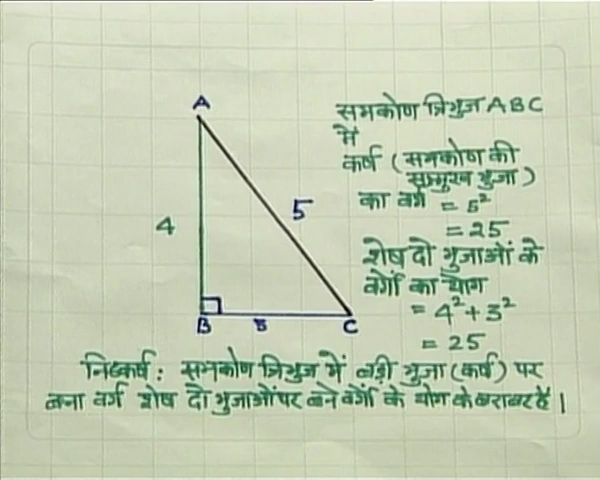 A
समकोण त्रिभुज ABC
में
कर्ण (समकोण की
सम्मुख भुजा)
का वर्ग = 5²
= 25
4
5
शेष दो भुजाओं के
वर्गों का योग
= 4² + 3²
= 25
B 3 C
निष्कर्ष : समकोण त्रिभुज में बड़ी भुजा (कर्ण) पर
बना वर्ग शेष दो भुजाओं पर बने वर्गों के योग के बराबर है ।